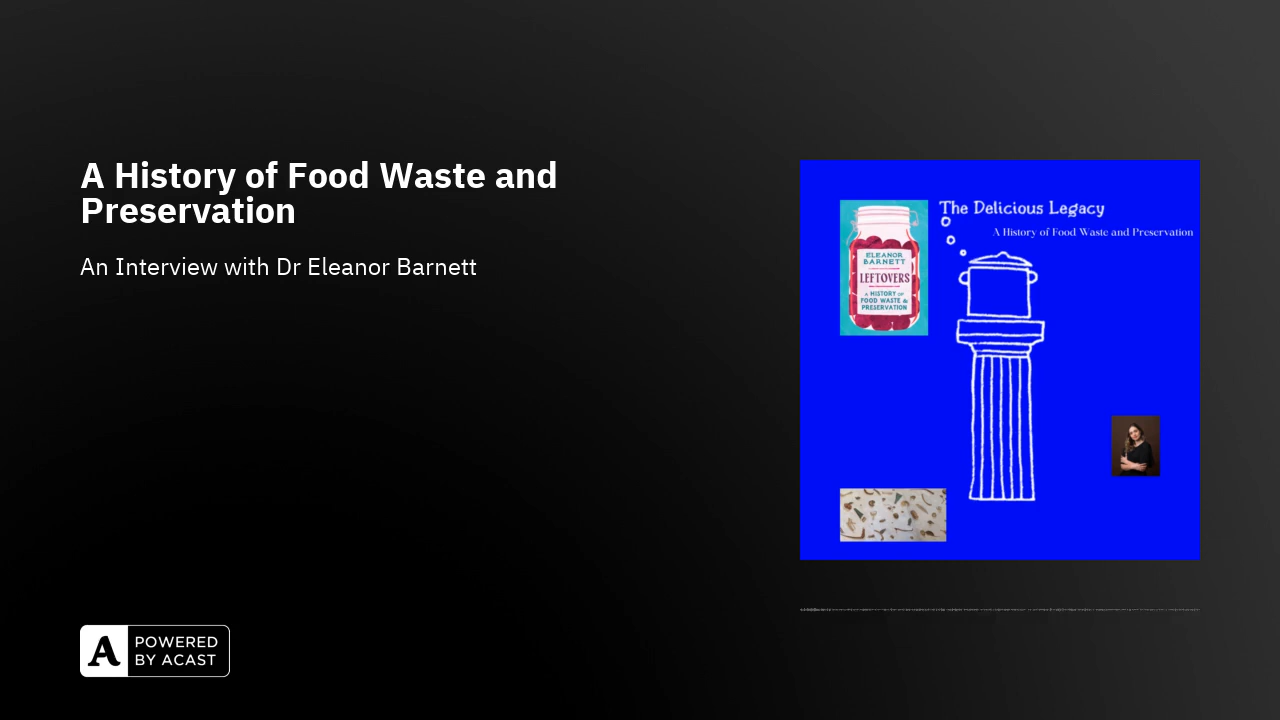 A History of Food Waste and
Preservation
An Interview with Dr Eleanor Barnett
The Delicious Legacy
A History of Food Waste and Preservation
ELEANOR
BARNETT
LEFTOVERS
A HISTORY OF
FOOD WASTE &
PRESERVATION
A
POWERED
BY ACAST